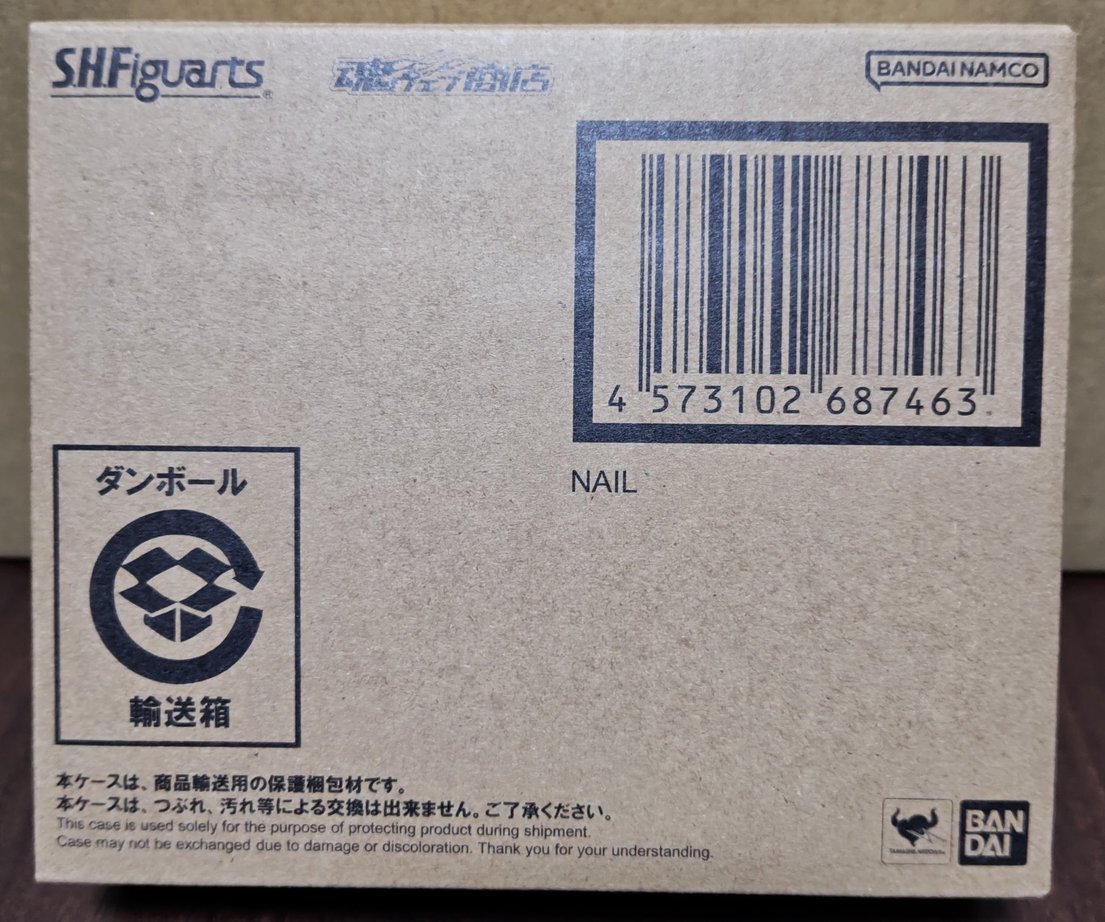 S.H.Figuarts®
魂ウェブ商店
BANDAI NAMCO
4 573102 687463
NAIL
ダンボール
輸送箱
本ケースは、商品輸送用の保護梱包材です。
本ケースは、つぶれ、汚れ等による交換は出来ません。ご了承ください。
This case is used solely for the purpose of protecting product during shipment.
Case may not be exchanged due to damage or discoloration. Thank you for your understanding.
TAMASHII NATIONS
BAN
DAI